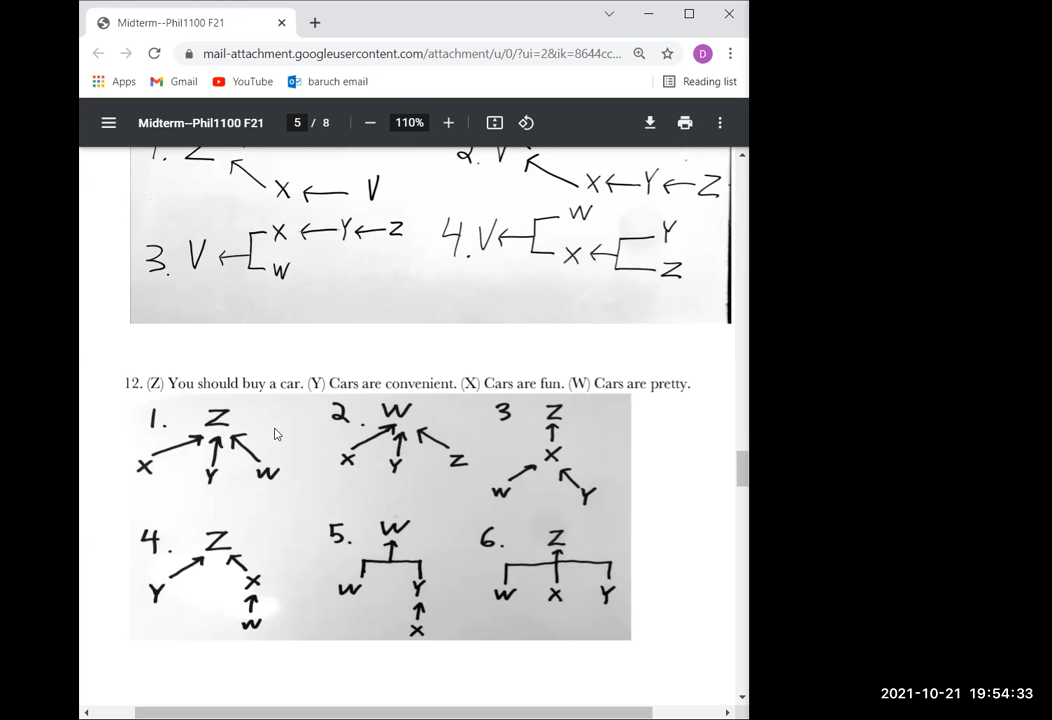 Midterm--Phil1100 F21
mail-attachment.googleusercontent.com/attachment/u/0/?ui=2&ik=8644cc...
D
Apps
Gmail
YouTube
baruch email
Reading list
Midterm--Phil1100 F21
5 / 8
110%
1. Z
X ← V
2. V
X ← Y ← Z
3. V ← X ← Y ← Z
W
4. V ← W
X ← Y
Z
12. (Z) You should buy a car. (Y) Cars are convenient. (X) Cars are fun. (W) Cars are pretty.
1. Z
X Y W
2. W
X Y Z
3 Z
X
W Y
4. Z
Y X
W
5. W
W Y
X
6. Z
W X Y
2021-10-21 19:54:33